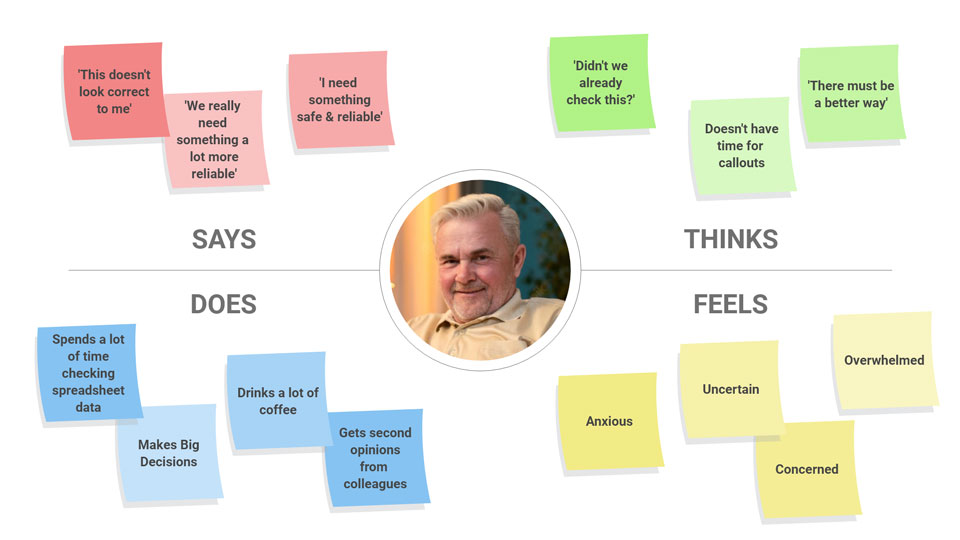 'This doesn't
look correct
to me'
'We really
need
something a
lot more
reliable'
'I need
something
safe & reliable'
SAYS
'Didn't we
already
check this?'
Doesn't have
time for
callouts
'There must be
a better way'
THINKS
DOES
Spends a lot
of time
checking
spreadsheet
data
Makes Big
Decisions
Drinks a lot of
coffee
Gets second
opinions
from
colleagues
FEELS
Anxious
Uncertain
Concerned
Overwhelmed